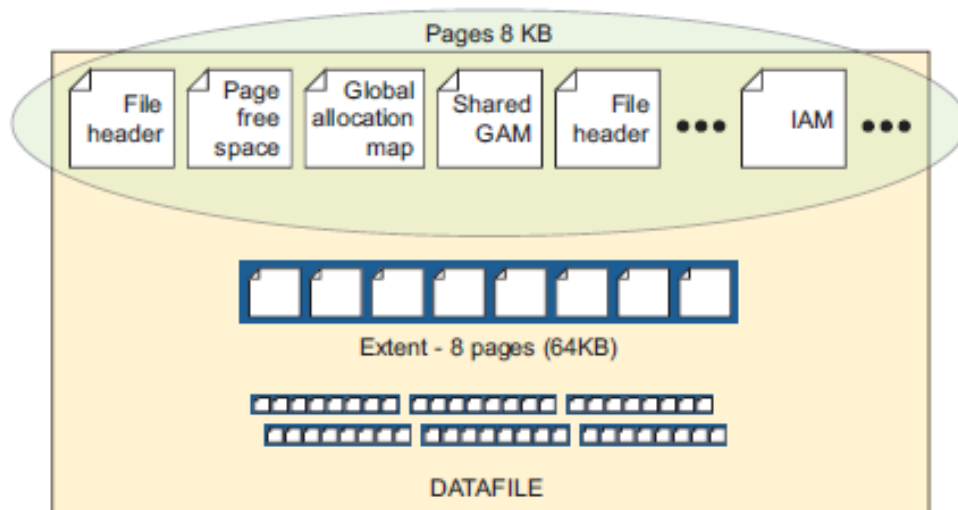 Pages 8 KB
File
header
Page
free
space
Global
allocation
map
Shared
GAM
File
header
IAM
Extent - 8 pages (64KB)
DATAFILE